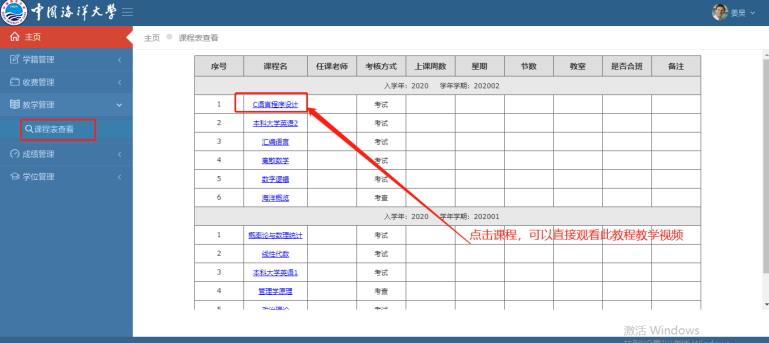 中国海洋大学
姜昊
主页
主页 课程表查看
学籍管理
收费管理
教学管理
课程表查看
成绩管理
学位管理
序号 课程名 任课老师 考核方式 上课周数 星期 节数 教室 是否合班 备注
入学年：2020 学年学期：202002
1 C语言程序设计 考试
2 本科大学英语2 考试
3 汇编语言 考试
4 离散数学 考试
5 数字逻辑 考试
6 海洋概览 考查
入学年：2020 学年学期：202001
1 概率论与数理统计 考试
2 线性代数 考试
3 本科大学英语1 考试
4 管理学原理 考查
5
点击课程，可以直接观看此教程教学视频
激活 Windows